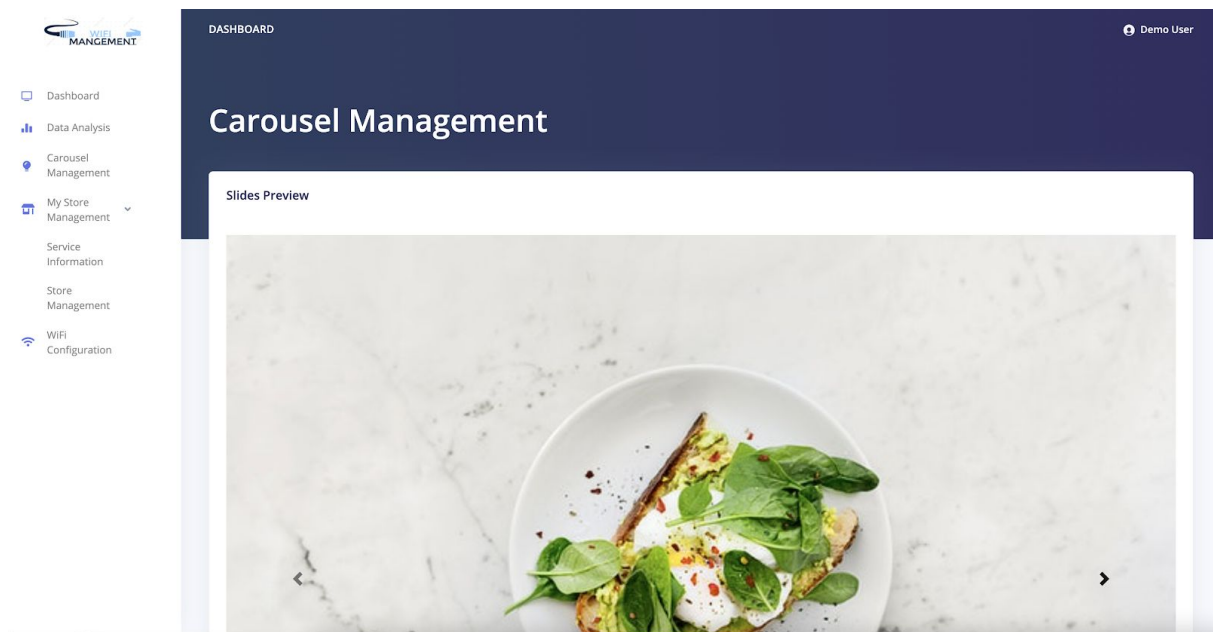 WIFI
MANGEMENT
DASHBOARD
Demo User
Dashboard
Data Analysis
Carousel
Management
My Store
Management
Service
Information
Store
Management
WiFi
Configuration
Carousel Management
Slides Preview